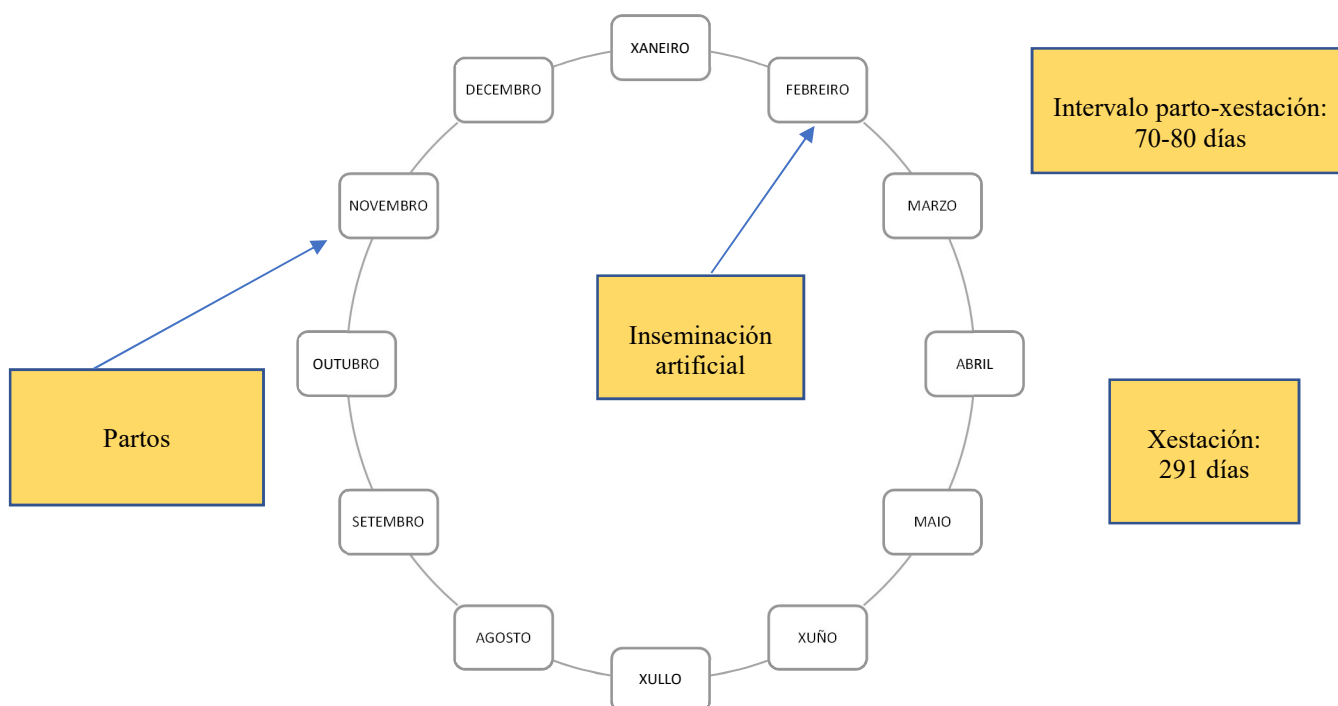 XANEIRO
FEBREIRO
MARZO
ABRIL
MAIO
XUÑO
XULLO
AGOSTO
SETEMBRO
OUTUBRO
NOVEMBRO
DECEMBRO
Partos
Inseminación
artificial
Intervalo parto-xestación:
70-80 días
Xestación:
291 días